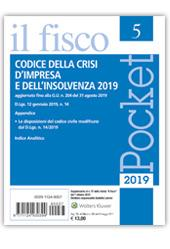 il fisco
5
CODICE DELLA CRISI
D'IMPRESA
E DELL'INSOLVENZA 2019
aggiornato fino alla G.U. n. 204 del 31 agosto 2019
D.Lgs. 12 gennaio 2019, n. 14
Appendice
• Le disposizioni del codice civile modificate
dal D.Lgs. n. 14/2019
Indice Analitico
Pocket
2019
Wolters Kluwer
€ 13,00